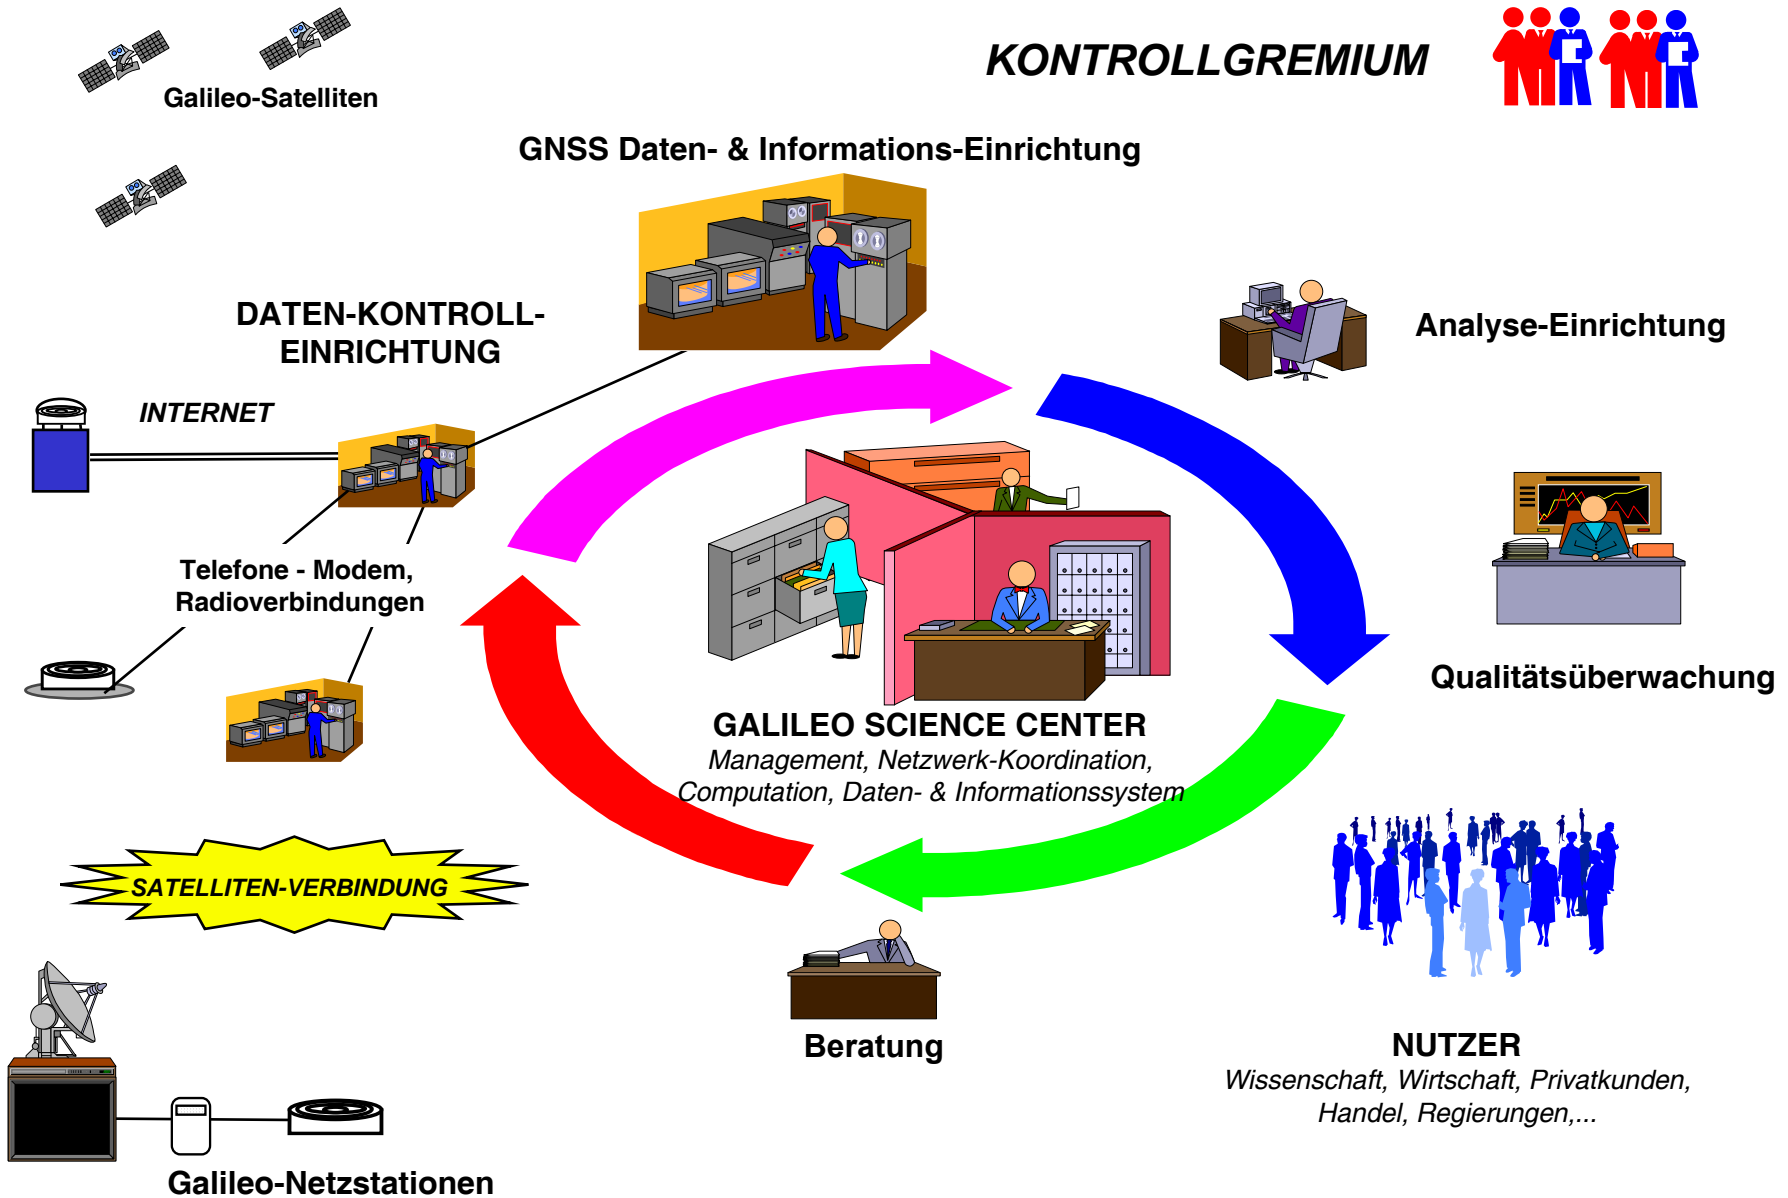 KONTROLLGREMIUM
Galileo-Satelliten
GNSS Daten- & Informations-Einrichtung
DATEN-KONTROLL-
EINRICHTUNG
Analyse-Einrichtung
INTERNET
Telefone - Modem,
Radioverbindungen
Qualitätsüberwachung
GALILEO SCIENCE CENTER
Management, Netzwerk-Koordination,
Computation, Daten- & Informationssystem
SATELLITEN-VERBINDUNG
Beratung
NUTZER
Wissenschaft, Wirtschaft, Privatkunden,
Handel, Regierungen,...
Galileo-Netzstationen